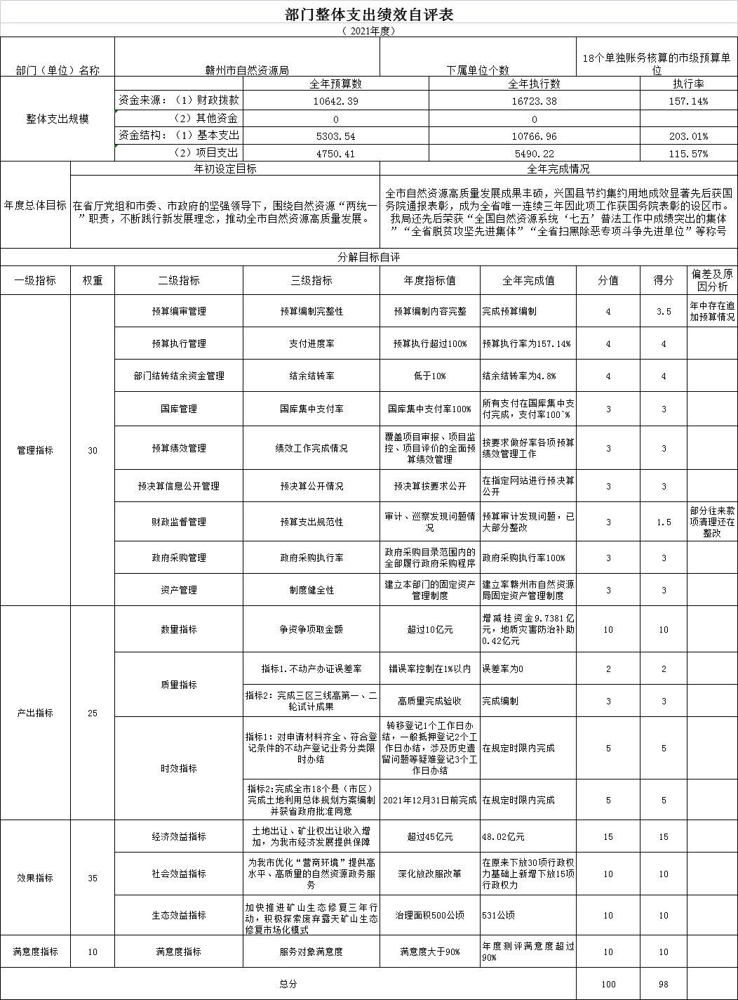 部门整体支出绩效自评表
（ 2021年度）
部门（单位）名称 赣州市自然资源局 下属单位个数 18个单独账务核算的市级预算单
位
整体支出规模 全年预算数 全年执行数 执行率
资金来源：（1）财政拨款 10642.39 16723.38 157.14%
（2）其他资金 0 0
资金结构：（1）基本支出 5303.54 10766.96 203.01%
（2）项目支出 4750.41 5490.22 115.57%
年度总体目标 年初设定目标 全年完成情况
在省厅党组和市委、市政府的坚强领导下，围绕自然资源“两统一
”职责，不断践行新发展理念，推动全市自然资源高质量发展。
全市自然资源高质量发展成果丰硕，兴国县节约集约用地成效显著先后获国
务院通报表彰，成为全省唯一连续三年因此项工作获国务院表彰的设区市。
我局还先后荣获“全国自然资源系统‘七五’普法工作中成绩突出的集体
”“全省脱贫攻坚先进集体”“全省扫黑除恶专项斗争先进单位”等称号
分解目标自评
一级指标 权重 二级指标 三级指标 年度指标值 全年完成值 分值 得分 偏差及原
因分析
管理指标 30
预算编审管理 预算编制完整性 预算编制内容完整 完成预算编制 4 3.5 年中存在追
加预算情况
预算执行管理 支付进度率 预算执行超过100% 预算执行率为157.14% 4 4
部门结转结余资金管理 结余结转率 低于10% 结余结转率为4.8% 4 4
国库管理 国库集中支付率 国库集中支付率100% 所有支付在国库集中支
付完成，支付率100^% 3 3
预算绩效管理 绩效工作完成情况 覆盖项目审报、项目监
控、项目评价的全面预
算绩效管理 按要求做好率各项预算
绩效管理工作 3 3
预决算信息公开管理 预决算公开情况 预决算按要求公开 在指定网站进行预决算
公开 3 3
财政监督管理 预算支出规范性 审计、巡察发现问题情
况 预算审计发现问题，已
大部分整改 3 1.5 部分往来款
项清理还在
整改
政府采购管理 政府采购执行率 政府采购目录范围内的
全部履行政府采购程序 政府采购执行率100% 3 3
资产管理 制度健全性 建立本部门的固定资产
管理制度 建立率赣州市自然资源
局固定资产管理制度 3 3
产出指标 25
数量指标 争资争项取金额 超过10亿元 增减挂资金9.7381亿
元，地质灾害防治补助
0.42亿元 10 10
质量指标 指标1.不动产办证误差率 错误率控制在1%以内 误差率为0 2 2
指标2：完成三区三线高第一、二
轮试计成果 高质量完成验收 完成编制 3 3
时效指标 指标1：对申请材料齐全、符合登
记条件的不动产登记业务分类限
时办结 转移登记1个工作日办
结，一般抵押登记2个工
作日办结，涉及历史遗
留问题等疑难登记3个工
作日办结 在规定时限内完成 5 5
指标2:完成全市18个县（市区）
完成土地利用总体规划方案编制
并获省政府批准同意 2021年12月31日前完成 在规定时限内完成 5 5
效果指标 35
经济效益指标 土地出让、矿业权出让收入增
加，为我市经济发展提供保障 超过45亿元 48.02亿元 15 15
社会效益指标 为我市优化“营商环境”提供高
水平、高质量的自然资源政务服
务 深化放改服改革 在原来下放30项行政权
力基础上新增下放15项
行政权力 10 10
生态效益指标 加快推进矿山生态修复三年行
动，积极探索废弃露天矿山生态
修复市场化模式 治理面积500公顷 531公顷 10 10
满意度指标 10 满意度指标 服务对象满意度 满意度大于90% 年度测评满意度超过
90% 10 10
总分 100 98